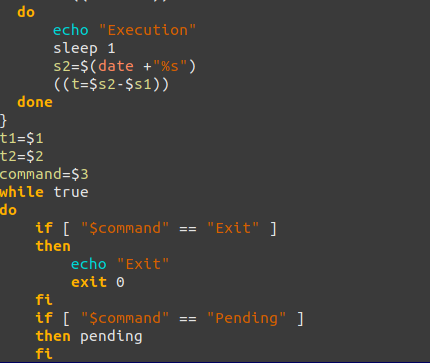 do
echo "Execution"
sleep 1
s2=$(date +"%s")
((t=$s2-$s1))
done
}
t1=$1
t2=$2
command=$3
while true
do
if [ "$command" == "Exit" ]
then
echo "Exit"
exit 0
fi
if [ "$command" == "Pending" ]
then pending
fi